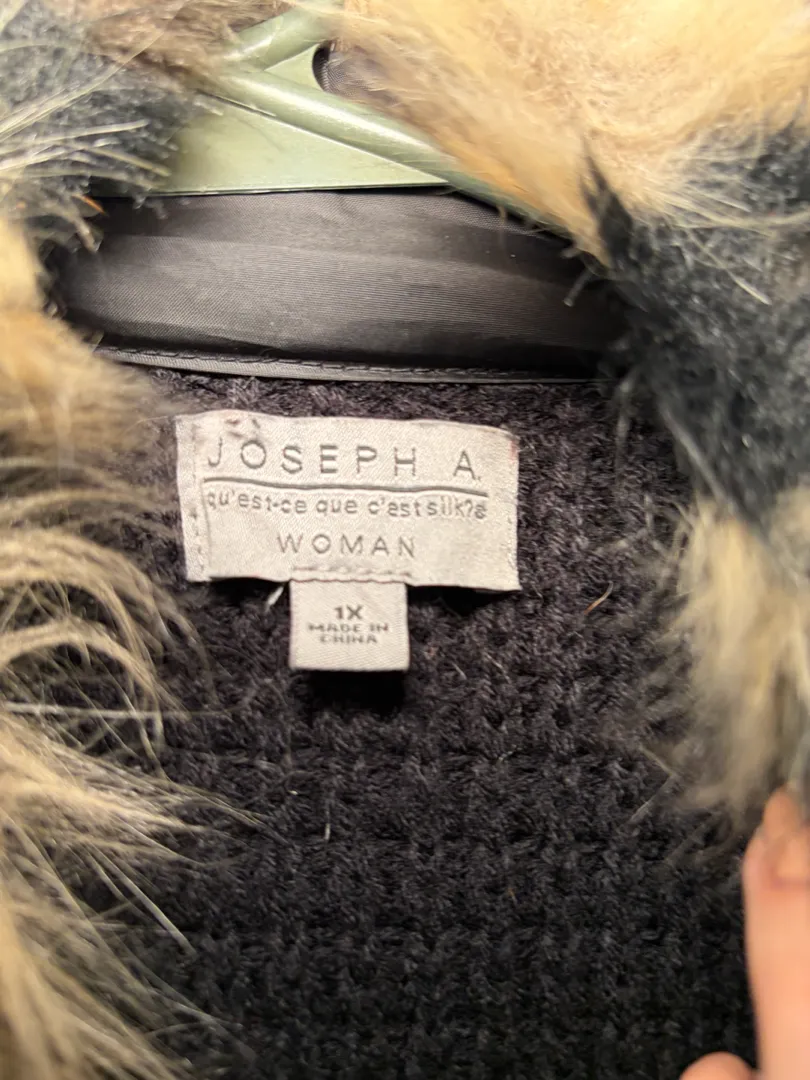 JOSEPH A.
qu'est-ce que c'est silk?®
WOMAN
1X
MADE IN
CHINA